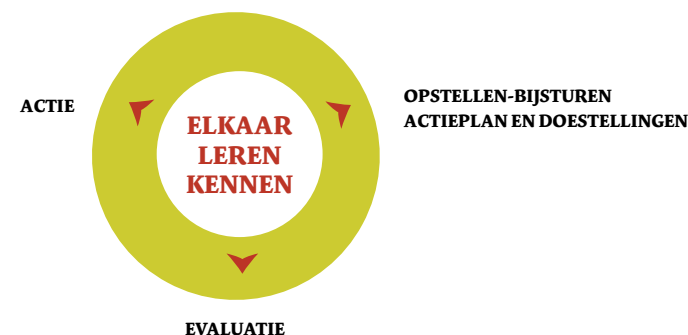 ACTIE
ELKAAR
LEREN
KENNEN
OPSTELLEN-BIJSTUREN
ACTIEPLAN EN DOESTELLINGEN
EVALUATIE